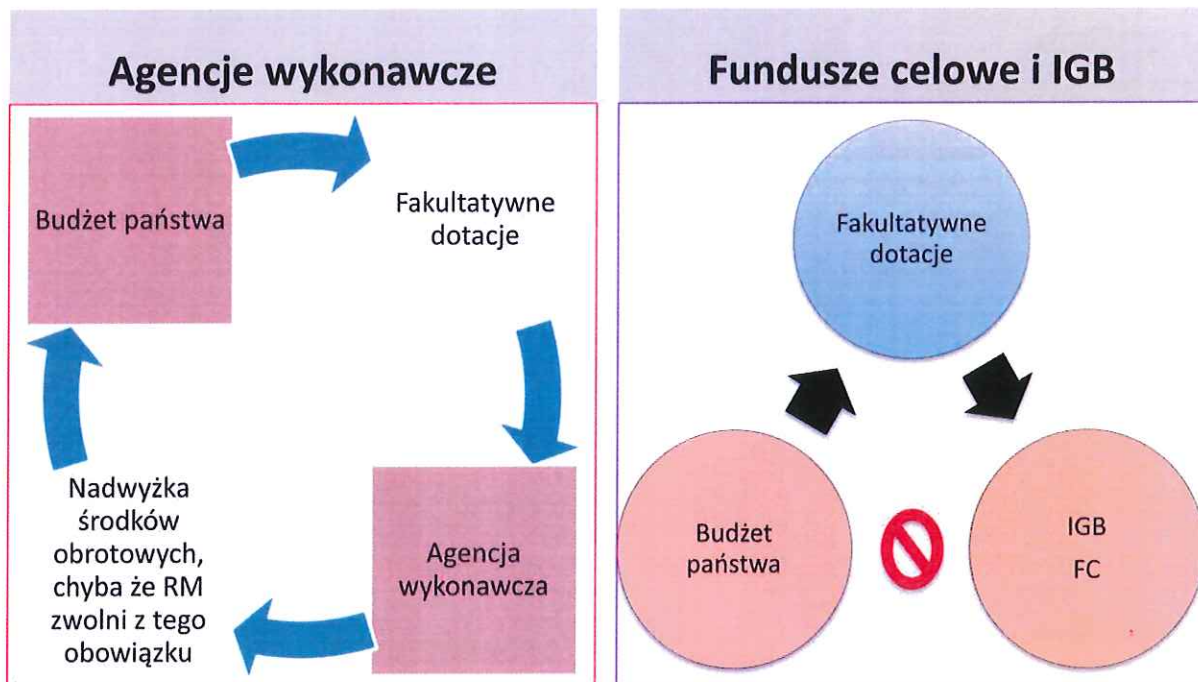 Agencje wykonawcze
Budżet państwa
Fakultatywne
dotacje
Agencja
wykonawcza
Nadwyżka
środków
obrotowych,
chyba że RM
zwolni z tego
obowiązku
Fundusze celowe i IGB
Fakultatywne
dotacje
Budżet
państwa
IGB
FC